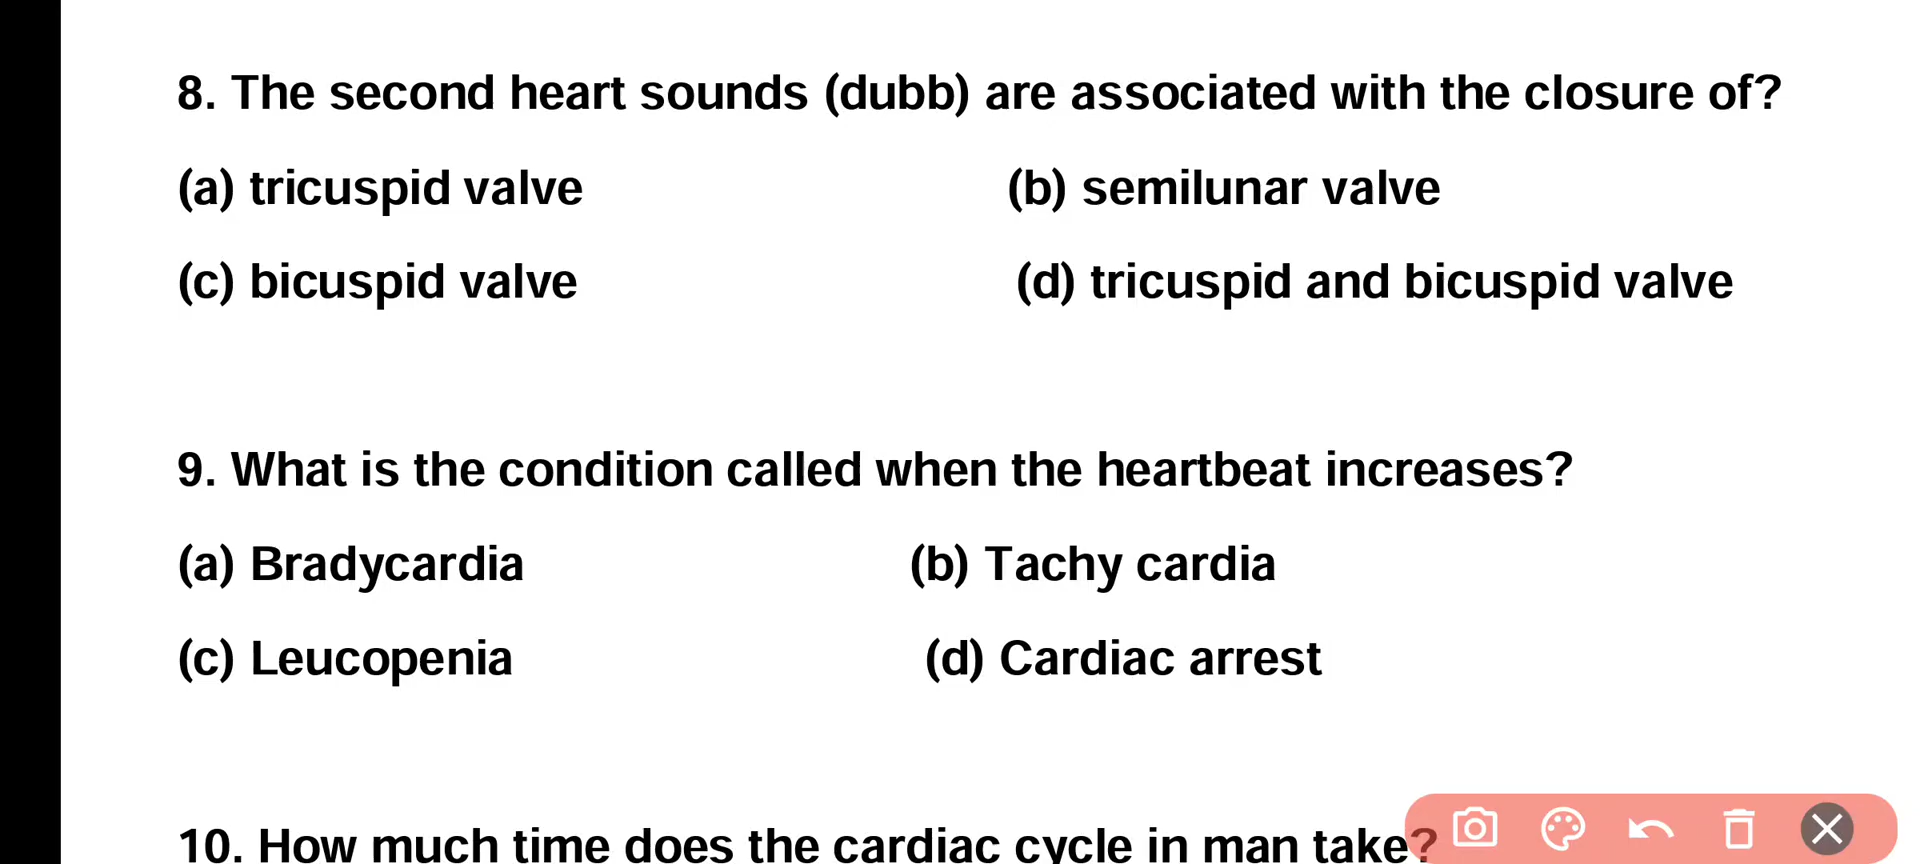 8. The second heart sounds (dubb) are associated with the closure of?
(a) tricuspid valve (b) semilunar valve
(c) bicuspid valve (d) tricuspid and bicuspid valve
9. What is the condition called when the heartbeat increases?
(a) Bradycardia (b) Tachy cardia
(c) Leucopenia (d) Cardiac arrest
10. How much time does the cardiac cycle in man take?